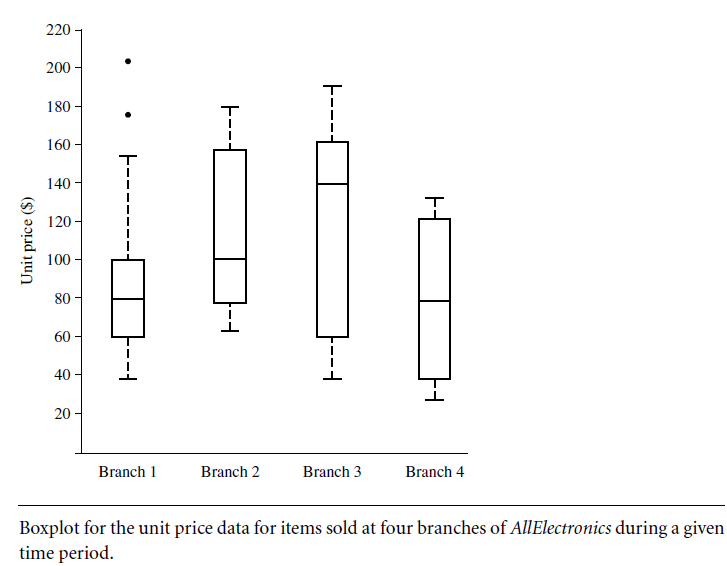 220
200
180
160
140
120
100
80
60
40
20
Unit price ($)
Branch 1 Branch 2 Branch 3 Branch 4
Boxplot for the unit price data for items sold at four branches of AllElectronics during a given
time period.